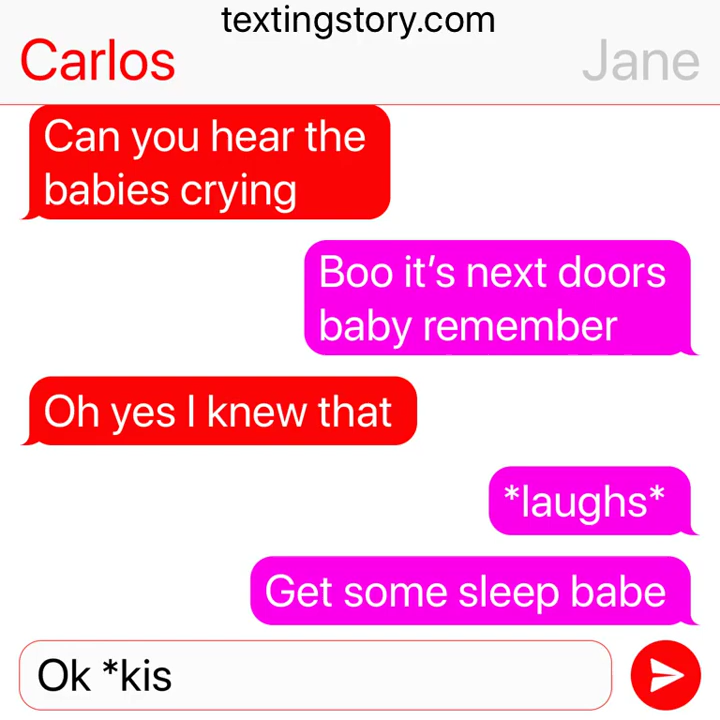 textingstory.com
Carlos
Jane
Can you hear the
babies crying
Boo it’s next doors
baby remember
Oh yes I knew that
*laughs*
Get some sleep babe
Ok *kis